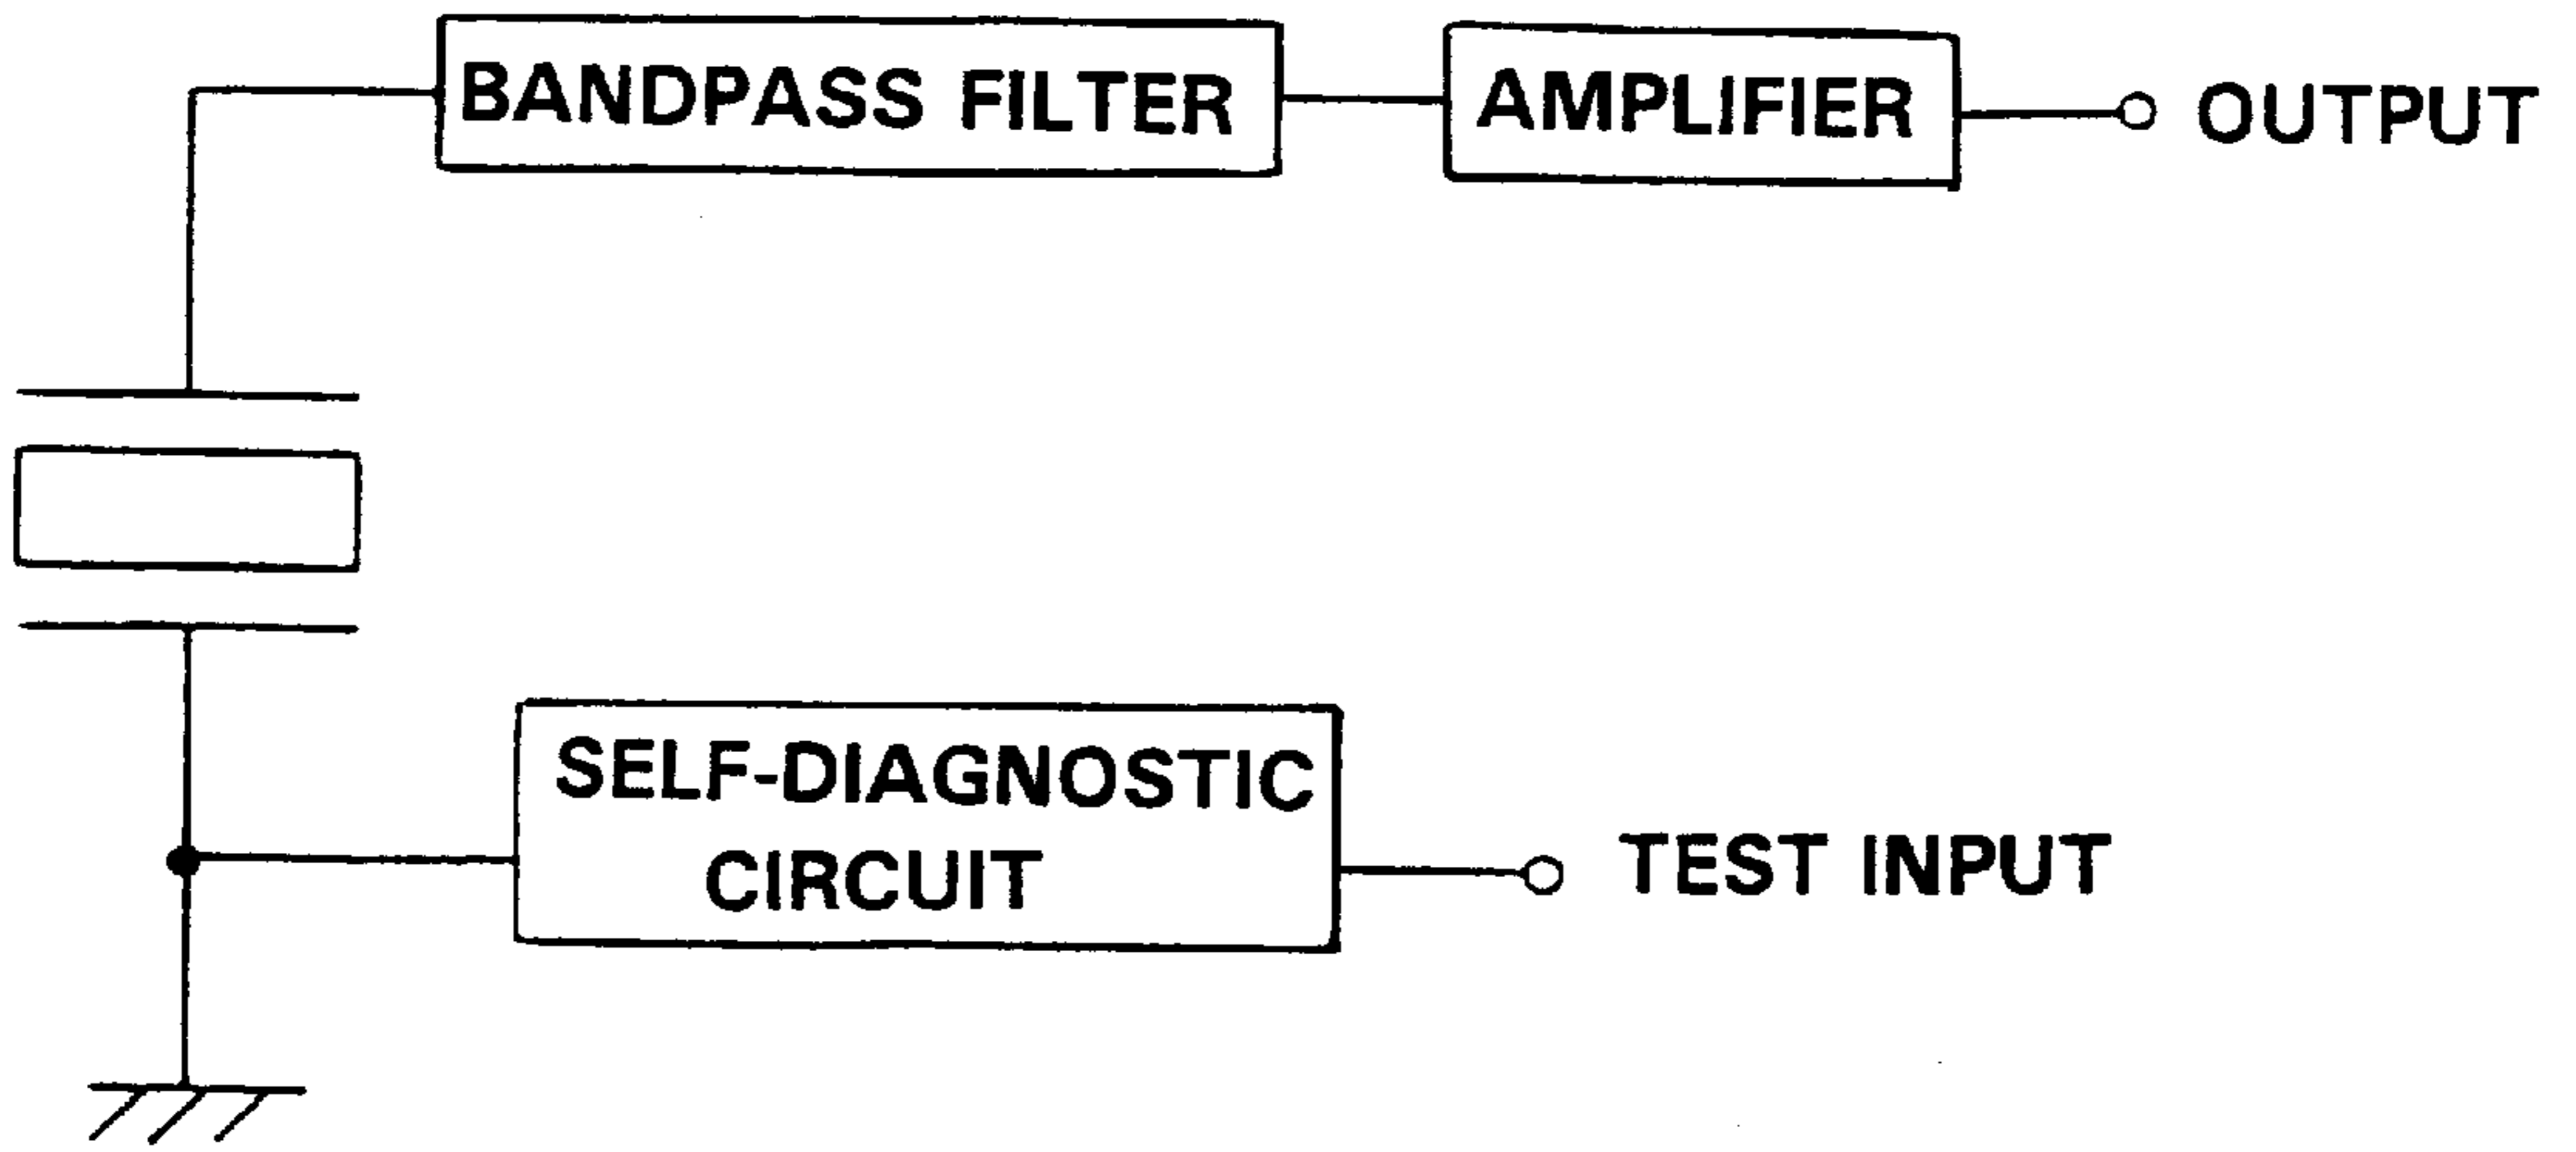 BANDPASS FILTER
AMPLIFIER
OUTPUT
SELF-DIAGNOSTIC
CIRCUIT
TEST INPUT